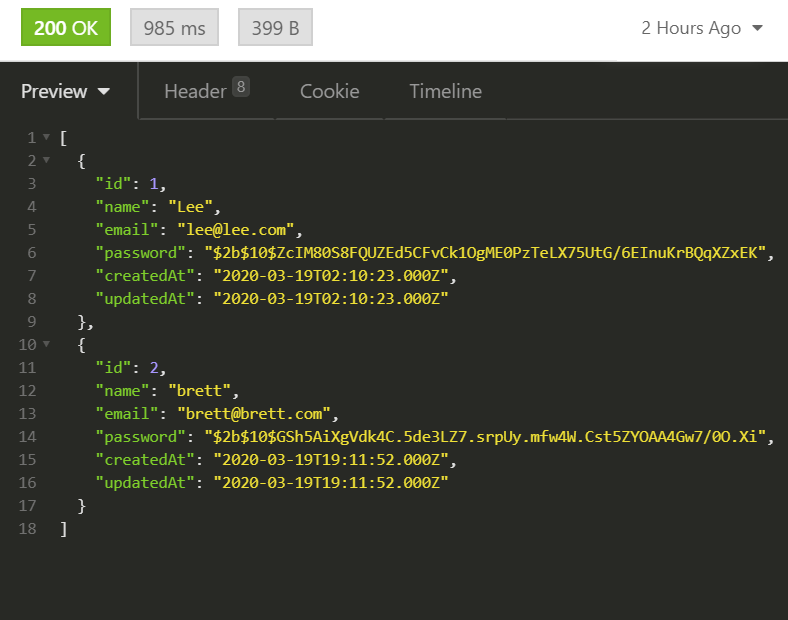 200 OK 985 ms 399 B 2 Hours Ago
Preview Header 8 Cookie Timeline
1 [
2 {
3 "id": 1,
4 "name": "Lee",
5 "email": "lee@lee.com",
6 "password": "$2b$10$ZcIM80S8FQUZEd5CFvCk1OgME0PzTeLX75UtG/6EInuKrBQqXZxEK",
7 "createdAt": "2020-03-19T02:10:23.000Z",
8 "updatedAt": "2020-03-19T02:10:23.000Z"
9 },
10 {
11 "id": 2,
12 "name": "brett",
13 "email": "brett@brett.com",
14 "password": "$2b$10$GSh5AiXgVdk4C.5de3LZ7.srpUy.mfw4W.Cst5ZYOAA4Gw7/0O.Xi",
15 "createdAt": "2020-03-19T19:11:52.000Z",
16 "updatedAt": "2020-03-19T19:11:52.000Z"
17 }
18 ]